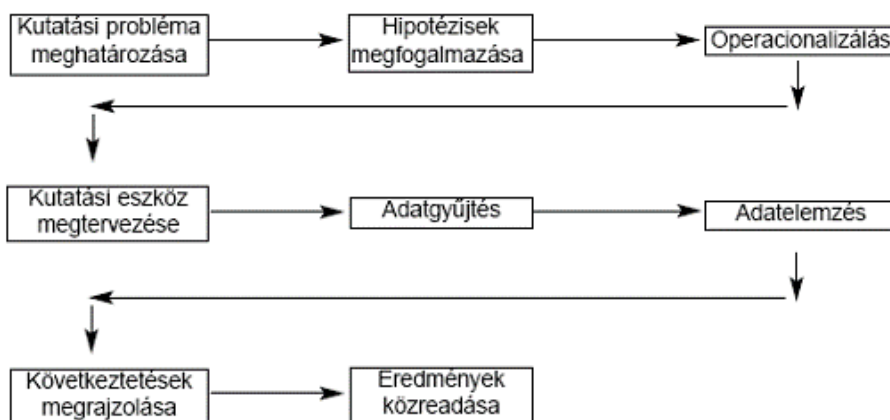 Kutatási probléma
meghatározása
Hipotézisek
megfogalmazása
Operacionalizálás
Kutatási eszköz
megtervezése
Adatgyűjtés
Adatelemzés
Következtetések
megrajzolása
Eredmények
közreadása